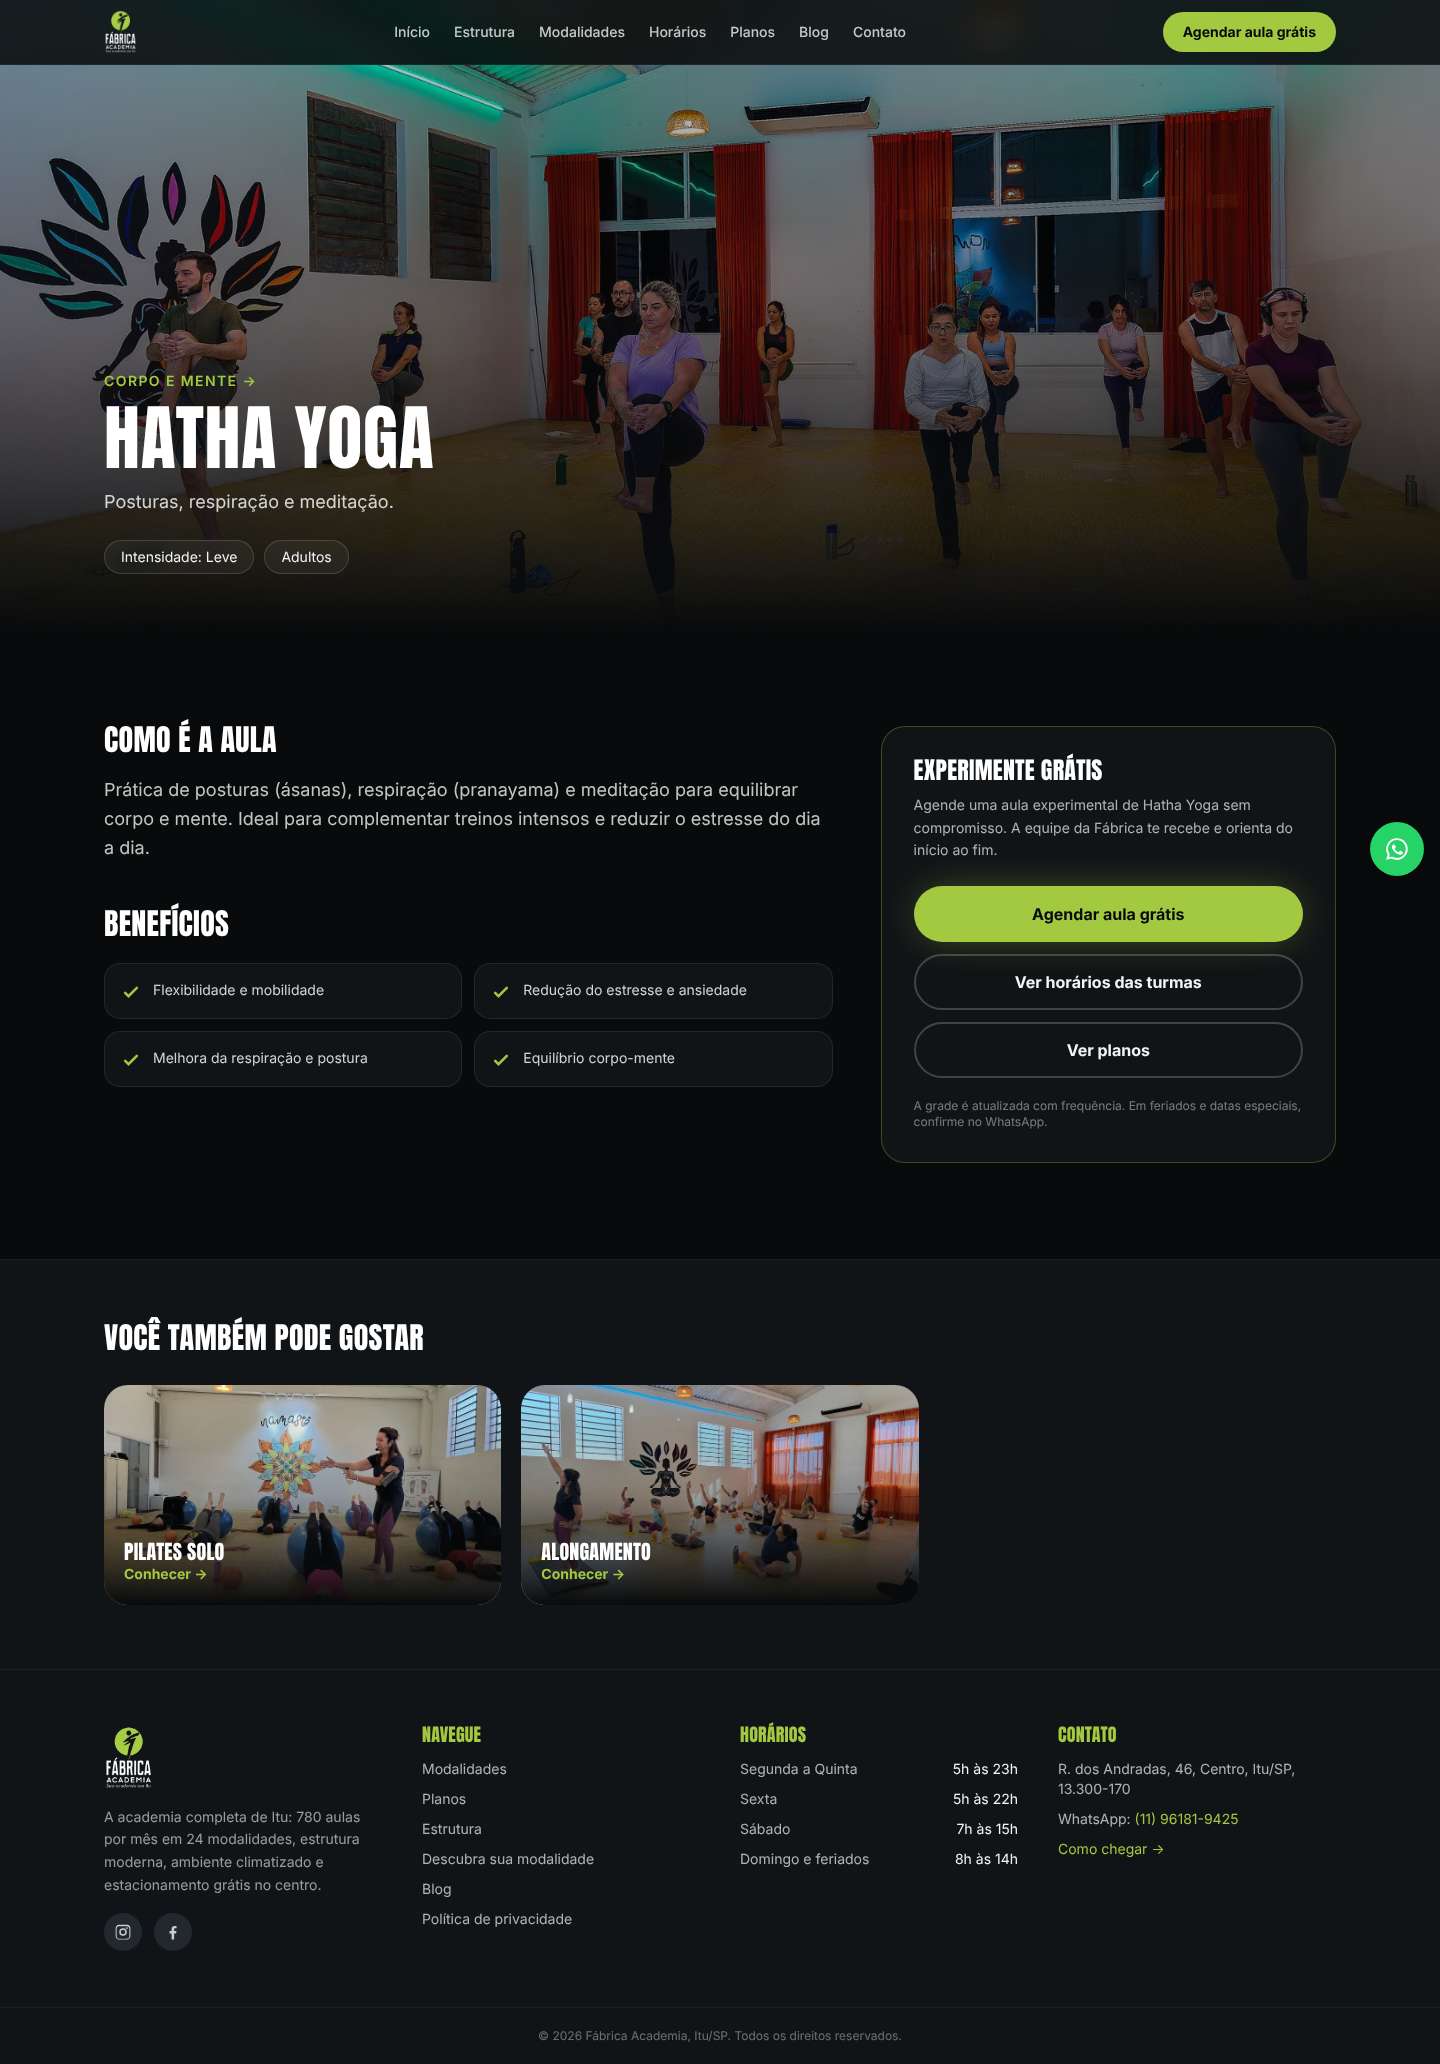 FÁBRICA
ACADEMIA
Início
Estrutura
Modalidades
Horários
Planos
Blog
Contato
Agendar aula grátis
CORPO E MENTE →
HATHA YOGA
Posturas, respiração e meditação.
Intensidade: Leve
Adultos
COMO É A AULA
Prática de posturas (ásanas), respiração (pranayama) e meditação para equilibrar
corpo e mente. Ideal para complementar treinos intensos e reduzir o estresse do dia
a dia.
BENEFÍCIOS
Flexibilidade e mobilidade
Redução do estresse e ansiedade
Melhora da respiração e postura
Equilíbrio corpo-mente
EXPERIMENTE GRÁTIS
Agende uma aula experimental de Hatha Yoga sem
compromisso. A equipe da Fábrica te recebe e orienta do
início ao fim.
Agendar aula grátis
Ver horários das turmas
Ver planos
A grade é atualizada com frequência. Em feriados e datas especiais,
confirme no WhatsApp.
VOCÊ TAMBÉM PODE GOSTAR
namaste
PILATES SOLO
Conhecer →
ALONGAMENTO
Conhecer →
FÁBRICA
ACADEMIA
A academia completa de Itu: 780 aulas
por mês em 24 modalidades, estrutura
moderna, ambiente climatizado e
estacionamento grátis no centro.
NAVEGUE
Modalidades
Planos
Estrutura
Descubra sua modalidade
Blog
Política de privacidade
HORÁRIOS
Segunda a Quinta 5h às 23h
Sexta 5h às 22h
Sábado 7h às 15h
Domingo e feriados 8h às 14h
CONTATO
R. dos Andradas, 46, Centro, Itu/SP,
13.300-170
WhatsApp: (11) 96181-9425
Como chegar →
© 2026 Fábrica Academia, Itu/SP. Todos os direitos reservados.